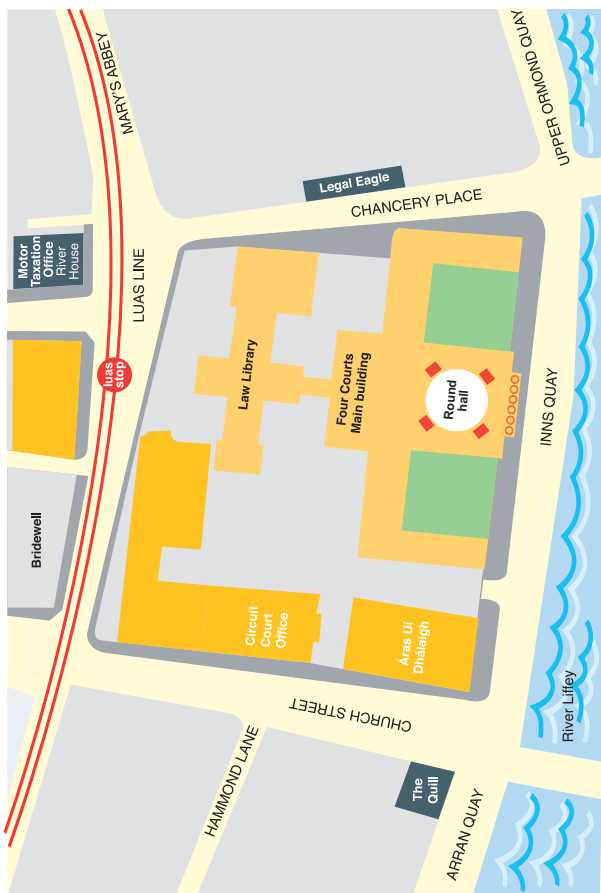 MARY'S ABBEY
UPPER ORMOND QUAY
Motor
Taxation
Office
River
House
Legal Eagle
CHANCERY PLACE
LUAS LINE
luas
stop
Law Library
Four Courts
Main building
Round
hall
INNS QUAY
Bridewell
Circuit
Court
Office
Áras Uí
Dhálaigh
CHURCH STREET
River Liffey
HAMMOND LANE
The
Quill
ARRAN QUAY